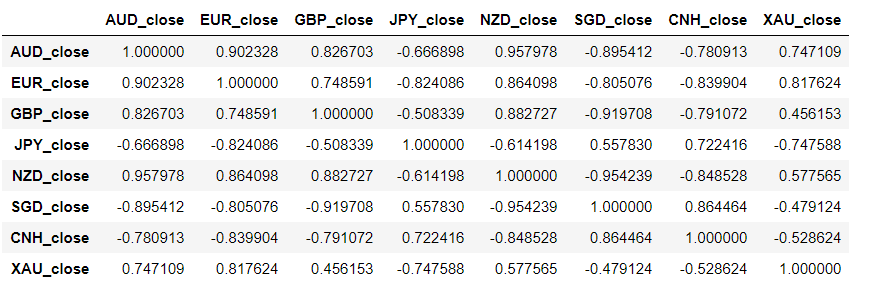 AUD_close EUR_close GBP_close JPY_close NZD_close SGD_close CNH_close XAU_close
AUD_close 1.000000 0.902328 0.826703 -0.666898 0.957978 -0.895412 -0.780913 0.747109
EUR_close 0.902328 1.000000 0.748591 -0.824086 0.864098 -0.805076 -0.839904 0.817624
GBP_close 0.826703 0.748591 1.000000 -0.508339 0.882727 -0.919708 -0.791072 0.456153
JPY_close -0.666898 -0.824086 -0.508339 1.000000 -0.614198 0.557830 0.722416 -0.747588
NZD_close 0.957978 0.864098 0.882727 -0.614198 1.000000 -0.954239 -0.848528 0.577565
SGD_close -0.895412 -0.805076 -0.919708 0.557830 -0.954239 1.000000 0.864464 -0.479124
CNH_close -0.780913 -0.839904 -0.791072 0.722416 -0.848528 0.864464 1.000000 -0.528624
XAU_close 0.747109 0.817624 0.456153 -0.747588 0.577565 -0.479124 -0.528624 1.000000